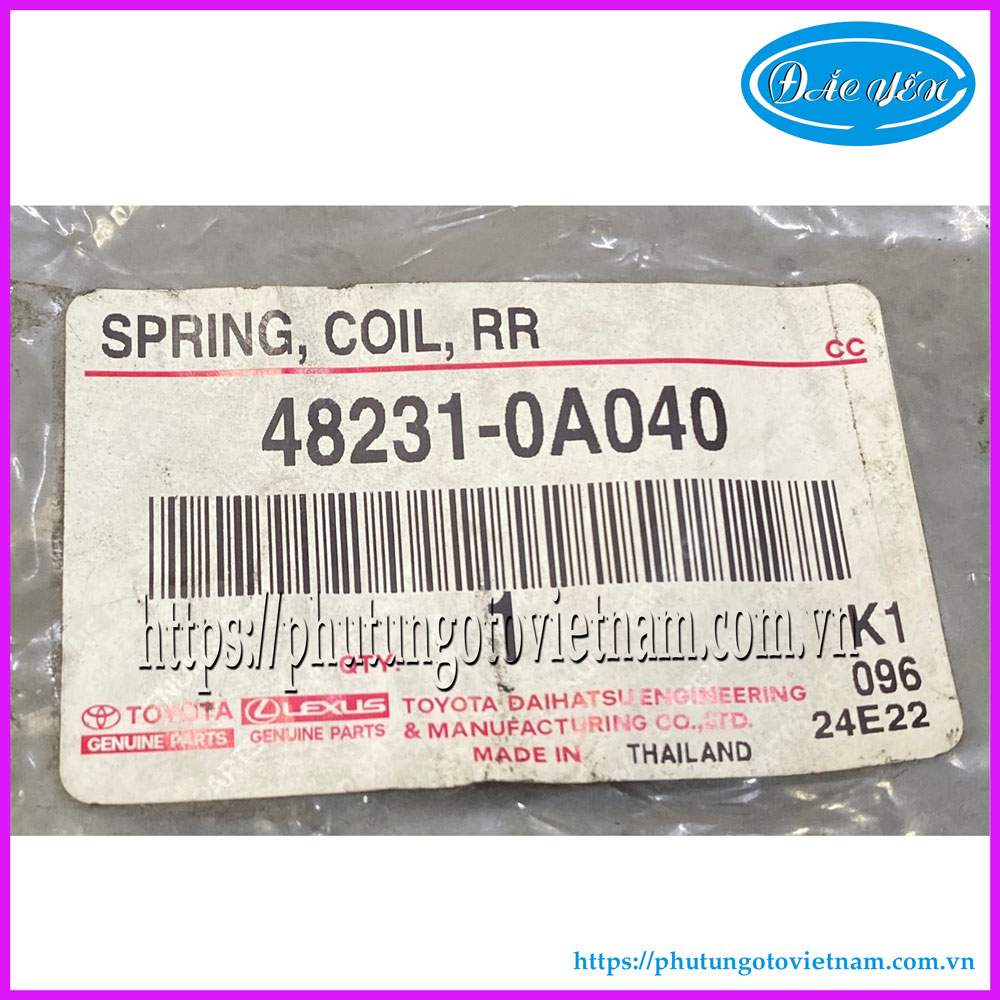 ĐẮC YẾN
SPRING, COIL, RR
CC
48231-0A040
https://phutungotovietnam.com.vn
QTY: 1 K1
096
24E22
TOYOTA
GENUINE PARTS
LEXUS
GENUINE PARTS
TOYOTA DAIHATSU ENGINEERING
& MANUFACTURING CO.,LTD.
MADE IN THAILAND
https://phutungotovietnam.com.vn